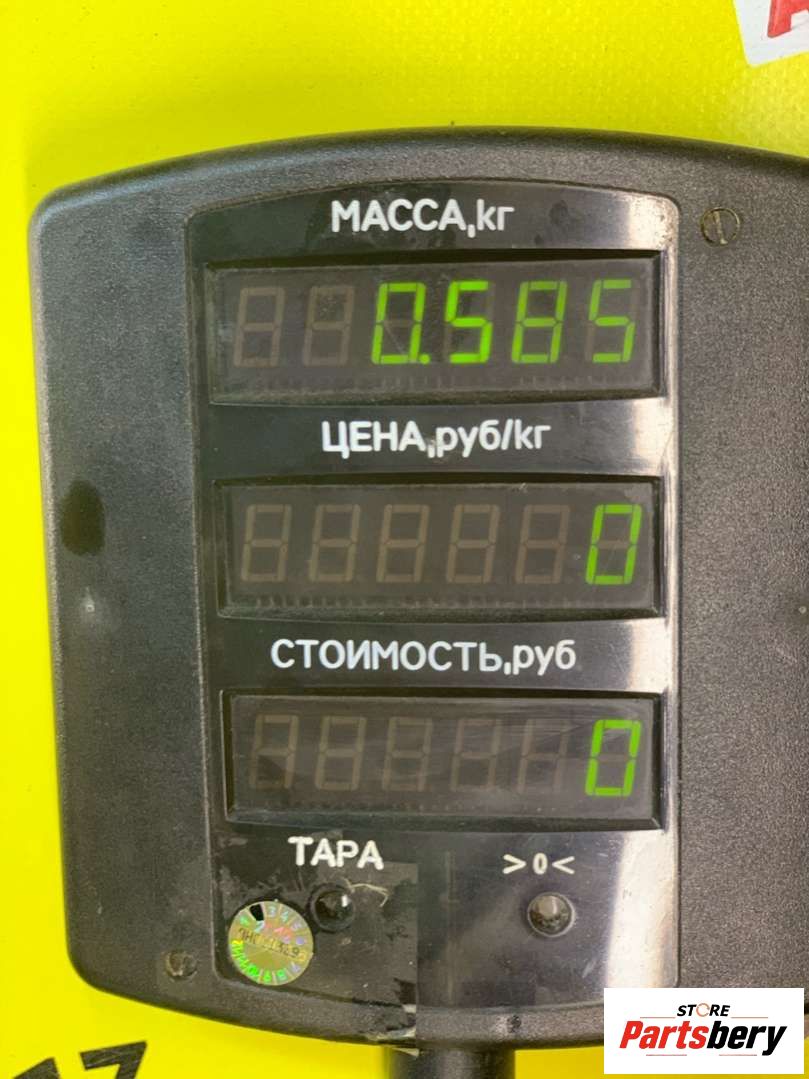 МАССА,кг
0.585
ЦЕНА,руб/кг
0
СТОИМОСТЬ,руб
0
ТАРА >0<
STORE
Partsbery